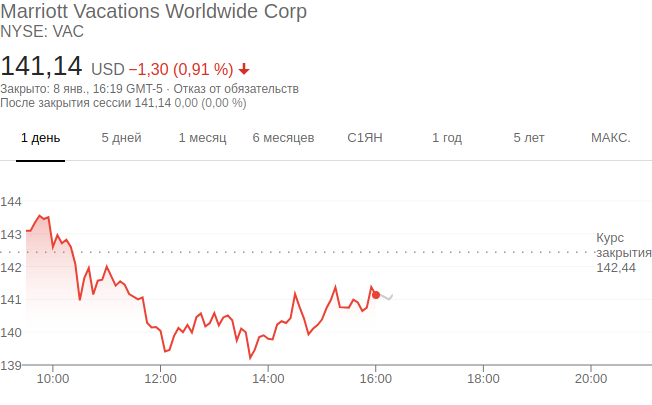 Marriott Vacations Worldwide Corp
NYSE: VAC
141,14 USD −1,30 (0,91 %)
Закрыто: 8 янв., 16:19 GMT-5 · Отказ от обязательств
После закрытия сессии 141,14 0,00 (0,00 %)
1 день 5 дней 1 месяц 6 месяцев С1ЯН 1 год 5 лет МАКС.
144
143
142
141
140
139
Курс
закрытия
142,44
10:00 12:00 14:00 16:00 18:00 20:00